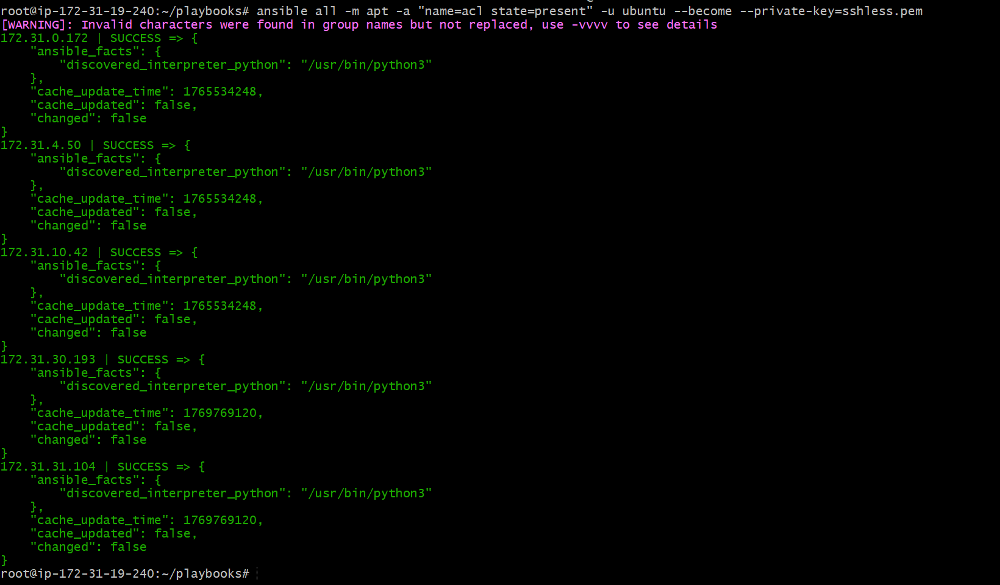 root@ip-172-31-19-240:~/playbooks# ansible all -m apt -a "name=acl state=present" -u ubuntu --become --private-key=sshless.pem
[WARNING]: Invalid characters were found in group names but not replaced, use -vvvv to see details
172.31.0.172 | SUCCESS => {
    "ansible_facts": {
        "discovered_interpreter_python": "/usr/bin/python3"
    },
    "cache_update_time": 1765534248,
    "cache_updated": false,
    "changed": false
}
172.31.4.50 | SUCCESS => {
    "ansible_facts": {
        "discovered_interpreter_python": "/usr/bin/python3"
    },
    "cache_update_time": 1765534248,
    "cache_updated": false,
    "changed": false
}
172.31.10.42 | SUCCESS => {
    "ansible_facts": {
        "discovered_interpreter_python": "/usr/bin/python3"
    },
    "cache_update_time": 1765534248,
    "cache_updated": false,
    "changed": false
}
172.31.30.193 | SUCCESS => {
    "ansible_facts": {
        "discovered_interpreter_python": "/usr/bin/python3"
    },
    "cache_update_time": 1769769120,
    "cache_updated": false,
    "changed": false
}
172.31.31.104 | SUCCESS => {
    "ansible_facts": {
        "discovered_interpreter_python": "/usr/bin/python3"
    },
    "cache_update_time": 1769769120,
    "cache_updated": false,
    "changed": false
}
root@ip-172-31-19-240:~/playbooks#